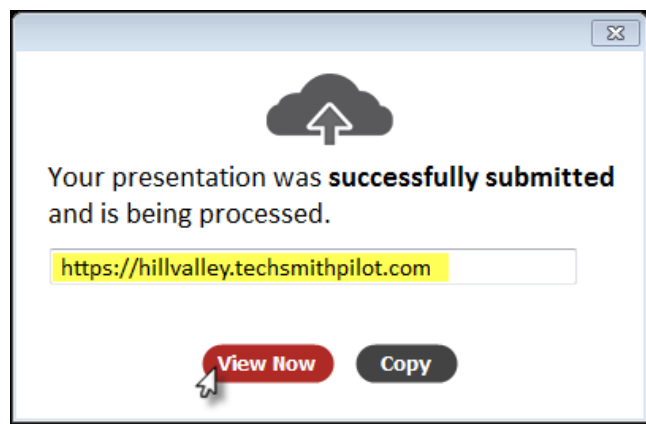 Your presentation was successfully submitted
and is being processed.
https://hillvalley.techsmithpilot.com
View Now
Copy